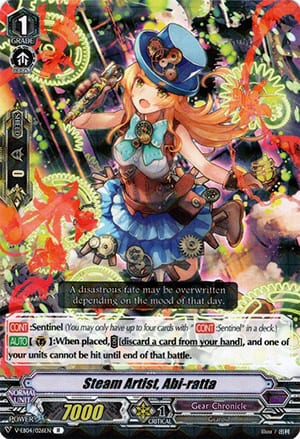 1
GRADE
BOOST
SHIELD
0
A disastrous fate may be overwritten
depending on the mood of that day.
CONT :Sentinel (You may only have up to four cards with " CONT :Sentinel" in a deck.)
AUTO [ ]:When placed, [discard a card from your hand], and one of
your units cannot be hit until end of that battle.
Steam Artist, Abi-ratta
NORMAL
UNIT
POWER
7000
1
CRITICAL
Gear Chronicle
V-EB04/026EN R